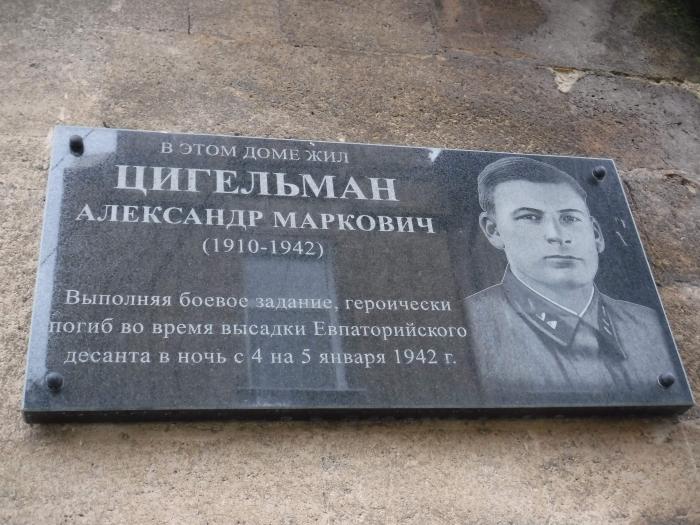 В ЭТОМ ДОМЕ ЖИЛ
ЦИГЕЛЬМАН
АЛЕКСАНДР МАРКОВИЧ
(1910-1942)
Выполняя боевое задание, героически
погиб во время высадки Евпаторийского
десанта в ночь с 4 на 5 января 1942 г.